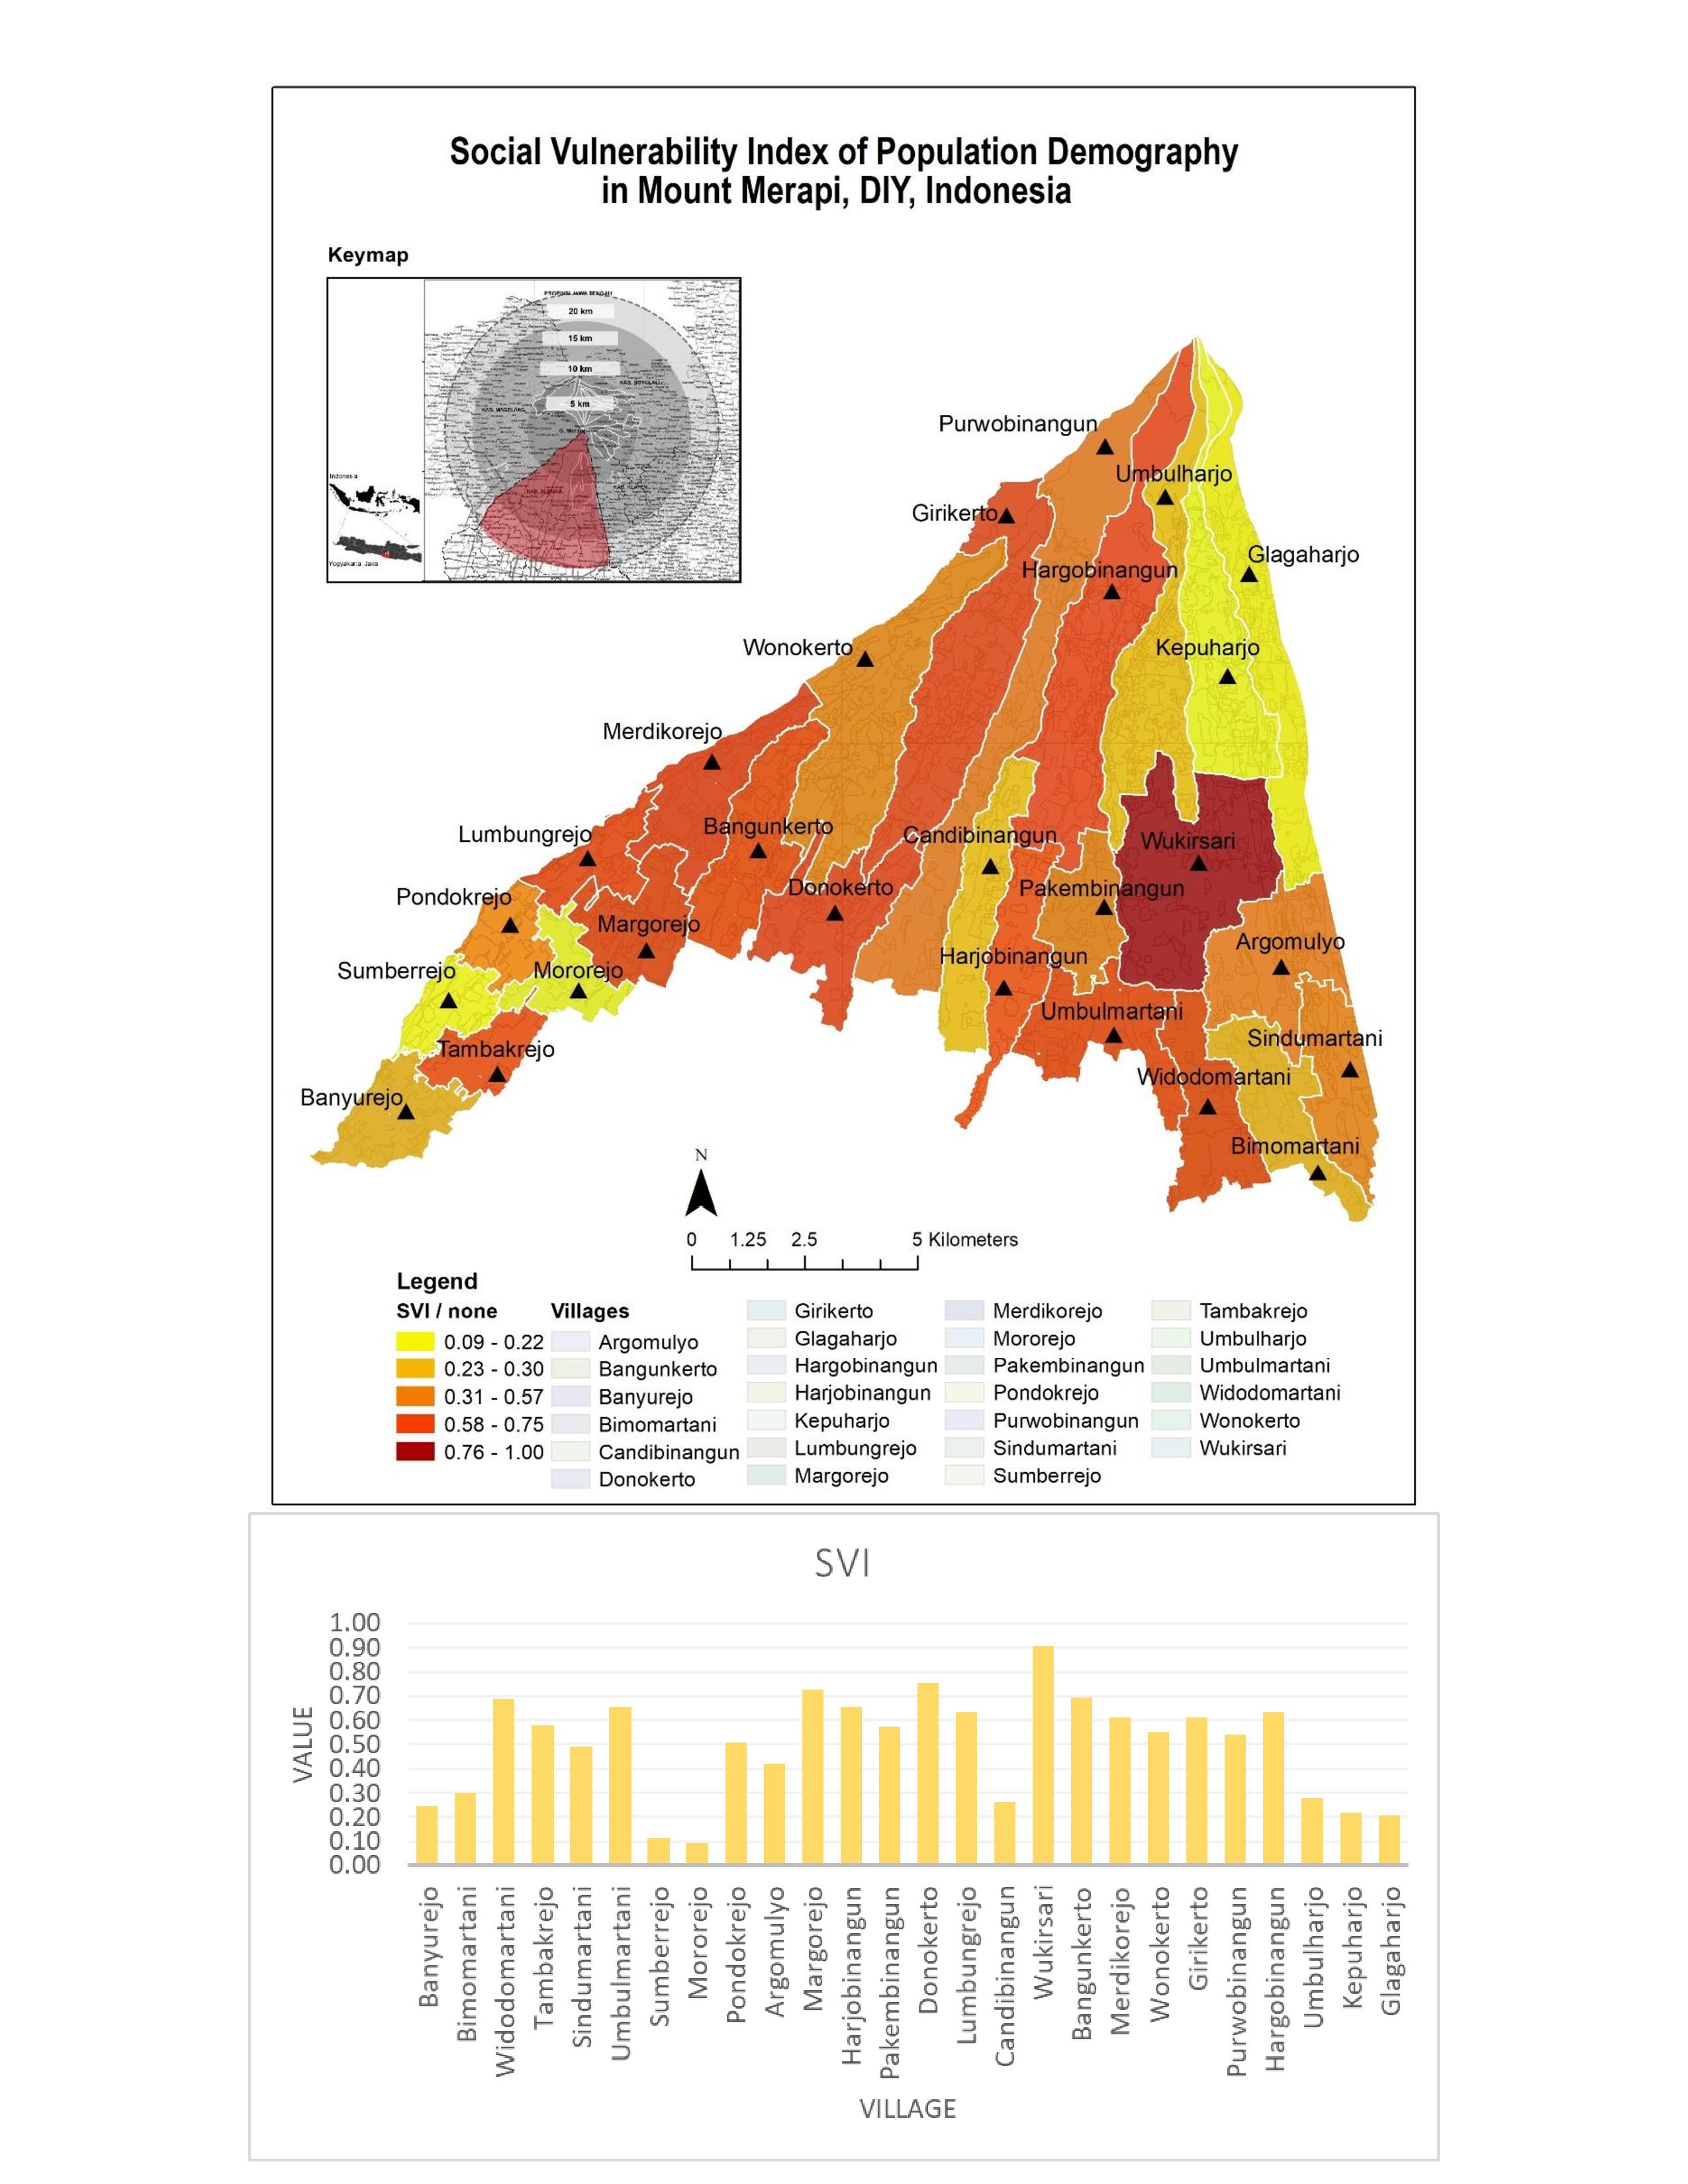 Social Vulnerability Index of Population Demography
in Mount Merapi, DIY, Indonesia
Keymap
PROPINSI JAWA TENGAH
20 km
15 km
10 km
KAB. BOYOLALI
5 km
KAB. MAGELANG
G. Merapi
KAB. SLEMAN
Indonesia
Yogyakarta Java
Purwobinangun
Umbulharjo
Girikerto
Glagaharjo
Hargobinangun
Wonokerto
Kepuharjo
Merdikorejo
Lumbungrejo
Bangunkerto
Candibinangun
Wukirsari
Pondokrejo
Donokerto
Pakembinangun
Margorejo
Argomulyo
Sumberrejo
Mororejo
Harjobinangun
Umbulmartani
Sindumartani
Tambakrejo
Widodomartani
Banyurejo
Bimomartani
N
0 1.25 2.5 5 Kilometers
Legend
SVI / none
0.09 - 0.22
0.23 - 0.30
0.31 - 0.57
0.58 - 0.75
0.76 - 1.00
Villages
Argomulyo
Bangunkerto
Banyurejo
Bimomartani
Candibinangun
Donokerto
Girikerto
Glagaharjo
Hargobinangun
Harjobinangun
Kepuharjo
Lumbungrejo
Margorejo
Merdikorejo
Mororejo
Pakembinangun
Pondokrejo
Purwobinangun
Sindumartani
Sumberrejo
Tambakrejo
Umbulharjo
Umbulmartani
Widodomartani
Wonokerto
Wukirsari
SVI
VALUE
1.00
0.90
0.80
0.70
0.60
0.50
0.40
0.30
0.20
0.10
0.00
Banyurejo
Bimomartani
Widodomartani
Tambakrejo
Sindumartani
Umbulmartani
Sumberrejo
Mororejo
Pondokrejo
Argomulyo
Margorejo
Harjobinangun
Pakembinangun
Donokerto
Lumbungrejo
Candibinangun
Wukirsari
Bangunkerto
Merdikorejo
Wonokerto
Girikerto
Purwobinangun
Hargobinangun
Umbulharjo
Kepuharjo
Glagaharjo
VILLAGE